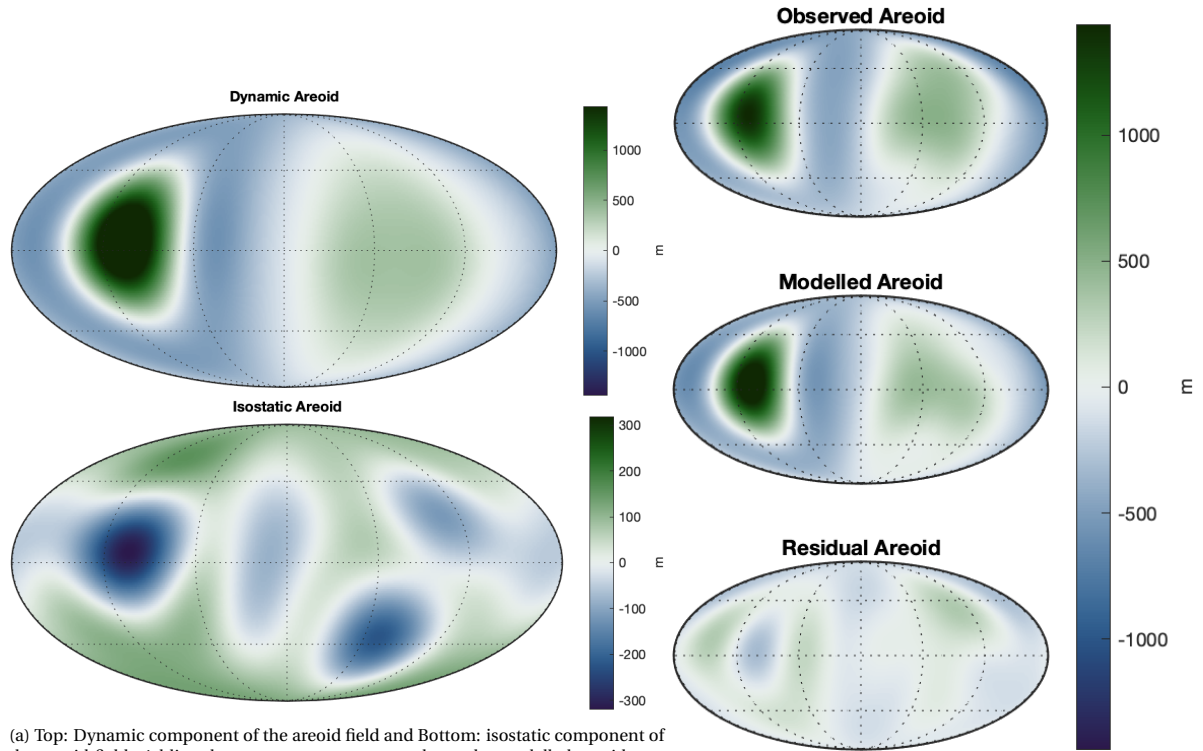 Dynamic Areoid
1000
500
0
-500
-1000
m
Isostatic Areoid
300
200
100
0
-100
-200
-300
m
(a) Top: Dynamic component of the areoid field and Bottom: isostatic component of
Observed Areoid
Modelled Areoid
Residual Areoid
1000
500
0
-500
-1000
m